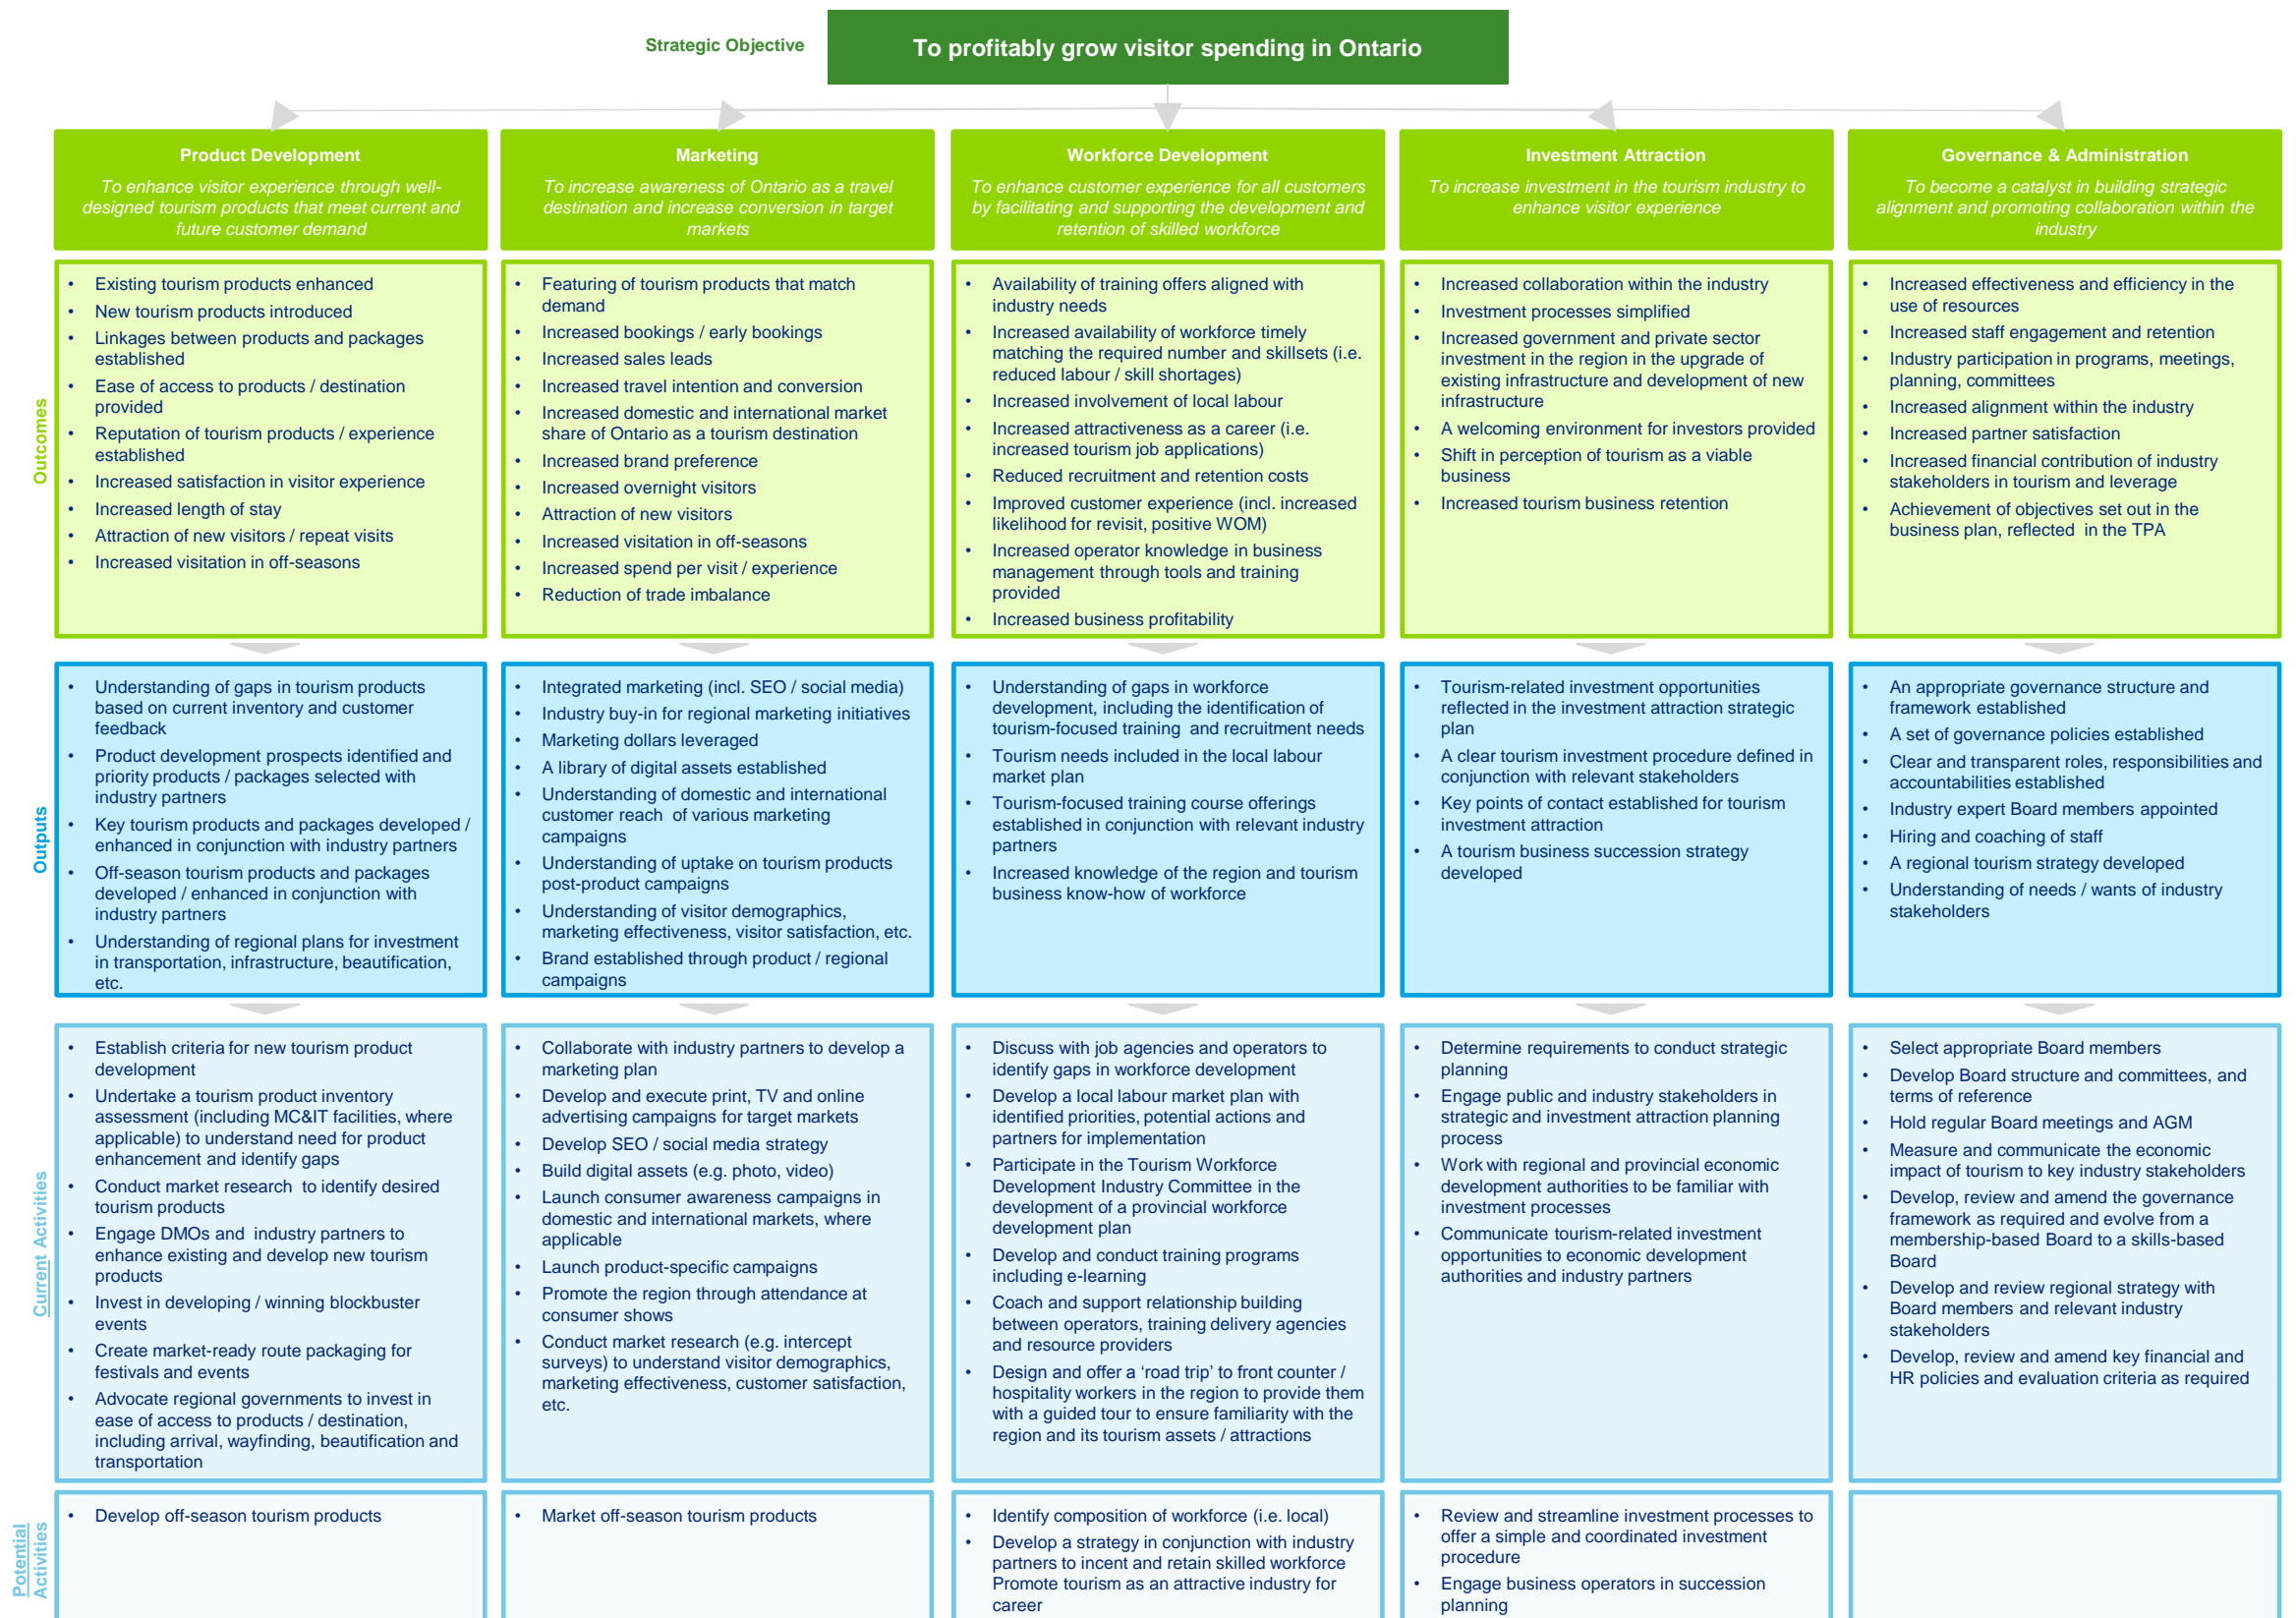 Strategic Objective
To profitably grow visitor spending in Ontario
Product Development
To enhance visitor experience through well-
designed tourism products that meet current and
future customer demand
Marketing
To increase awareness of Ontario as a travel
destination and increase conversion in target
markets
Workforce Development
To enhance customer experience for all customers
by facilitating and supporting the development and
retention of skilled workforce
Investment Attraction
To increase investment in the tourism industry to
enhance visitor experience
Governance & Administration
To become a catalyst in building strategic
alignment and promoting collaboration within the
industry
Outcomes
• Existing tourism products enhanced
• New tourism products introduced
• Linkages between products and packages
established
• Ease of access to products / destination
provided
• Reputation of tourism products / experience
established
• Increased satisfaction in visitor experience
• Increased length of stay
• Attraction of new visitors / repeat visits
• Increased visitation in off-seasons
• Featuring of tourism products that match
demand
• Increased bookings / early bookings
• Increased sales leads
• Increased travel intention and conversion
• Increased domestic and international market
share of Ontario as a tourism destination
• Increased brand preference
• Increased overnight visitors
• Attraction of new visitors
• Increased visitation in off-seasons
• Increased spend per visit / experience
• Reduction of trade imbalance
• Availability of training offers aligned with
industry needs
• Increased availability of workforce timely
matching the required number and skillsets (i.e.
reduced labour / skill shortages)
• Increased involvement of local labour
• Increased attractiveness as a career (i.e.
increased tourism job applications)
• Reduced recruitment and retention costs
• Improved customer experience (incl. increased
likelihood for revisit, positive WOM)
• Increased operator knowledge in business
management through tools and training
provided
• Increased business profitability
• Increased collaboration within the industry
• Investment processes simplified
• Increased government and private sector
investment in the region in the upgrade of
existing infrastructure and development of new
infrastructure
• A welcoming environment for investors provided
• Shift in perception of tourism as a viable
business
• Increased tourism business retention
• Increased effectiveness and efficiency in the
use of resources
• Increased staff engagement and retention
• Industry participation in programs, meetings,
planning, committees
• Increased alignment within the industry
• Increased partner satisfaction
• Increased financial contribution of industry
stakeholders in tourism and leverage
• Achievement of objectives set out in the
business plan, reflected in the TPA
Outputs
• Understanding of gaps in tourism products
based on current inventory and customer
feedback
• Product development prospects identified and
priority products / packages selected with
industry partners
• Key tourism products and packages developed /
enhanced in conjunction with industry partners
• Off-season tourism products and packages
developed / enhanced in conjunction with
industry partners
• Understanding of regional plans for investment
in transportation, infrastructure, beautification,
etc.
• Integrated marketing (incl. SEO / social media)
• Industry buy-in for regional marketing initiatives
• Marketing dollars leveraged
• A library of digital assets established
• Understanding of domestic and international
customer reach of various marketing
campaigns
• Understanding of uptake on tourism products
post-product campaigns
• Understanding of visitor demographics,
marketing effectiveness, visitor satisfaction, etc.
• Brand established through product / regional
campaigns
• Understanding of gaps in workforce
development, including the identification of
tourism-focused training and recruitment needs
• Tourism needs included in the local labour
market plan
• Tourism-focused training course offerings
established in conjunction with relevant industry
partners
• Increased knowledge of the region and tourism
business know-how of workforce
• Tourism-related investment opportunities
reflected in the investment attraction strategic
plan
• A clear tourism investment procedure defined in
conjunction with relevant stakeholders
• Key points of contact established for tourism
investment attraction
• A tourism business succession strategy
developed
• An appropriate governance structure and
framework established
• A set of governance policies established
• Clear and transparent roles, responsibilities and
accountabilities established
• Industry expert Board members appointed
• Hiring and coaching of staff
• A regional tourism strategy developed
• Understanding of needs / wants of industry
stakeholders
Current Activities
• Establish criteria for new tourism product
development
• Undertake a tourism product inventory
assessment (including MC&IT facilities, where
applicable) to understand need for product
enhancement and identify gaps
• Conduct market research to identify desired
tourism products
• Engage DMOs and industry partners to
enhance existing and develop new tourism
products
• Invest in developing / winning blockbuster
events
• Create market-ready route packaging for
festivals and events
• Advocate regional governments to invest in
ease of access to products / destination,
including arrival, wayfinding, beautification and
transportation
• Collaborate with industry partners to develop a
marketing plan
• Develop and execute print, TV and online
advertising campaigns for target markets
• Develop SEO / social media strategy
• Build digital assets (e.g. photo, video)
• Launch consumer awareness campaigns in
domestic and international markets, where
applicable
• Launch product-specific campaigns
• Promote the region through attendance at
consumer shows
• Conduct market research (e.g. intercept
surveys) to understand visitor demographics,
marketing effectiveness, customer satisfaction,
etc.
• Discuss with job agencies and operators to
identify gaps in workforce development
• Develop a local labour market plan with
identified priorities, potential actions and
partners for implementation
• Participate in the Tourism Workforce
Development Industry Committee in the
development of a provincial workforce
development plan
• Develop and conduct training programs
including e-learning
• Coach and support relationship building
between operators, training delivery agencies
and resource providers
• Design and offer a ‘road trip’ to front counter /
hospitality workers in the region to provide them
with a guided tour to ensure familiarity with the
region and its tourism assets / attractions
• Determine requirements to conduct strategic
planning
• Engage public and industry stakeholders in
strategic and investment attraction planning
process
• Work with regional and provincial economic
development authorities to be familiar with
investment processes
• Communicate tourism-related investment
opportunities to economic development
authorities and industry partners
• Select appropriate Board members
• Develop Board structure and committees, and
terms of reference
• Hold regular Board meetings and AGM
• Measure and communicate the economic
impact of tourism to key industry stakeholders
• Develop, review and amend the governance
framework as required and evolve from a
membership-based Board to a skills-based
Board
• Develop and review regional strategy with
Board members and relevant industry
stakeholders
• Develop, review and amend key financial and
HR policies and evaluation criteria as required
Potential
Activities
• Develop off-season tourism products
• Market off-season tourism products
• Identify composition of workforce (i.e. local)
• Develop a strategy in conjunction with industry
partners to incent and retain skilled workforce
Promote tourism as an attractive industry for
career
• Review and streamline investment processes to
offer a simple and coordinated investment
procedure
• Engage business operators in succession
planning